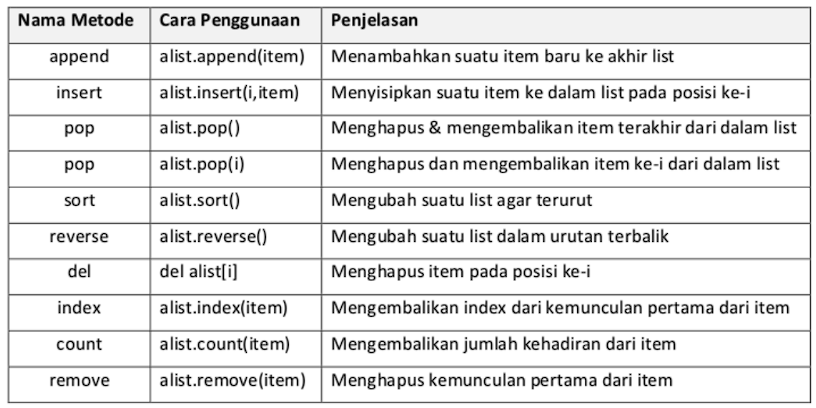 Nama Metode Cara Penggunaan Penjelasan
append alist.append(item) Menambahkan suatu item baru ke akhir list
insert alist.insert(i,item) Menyisipkan suatu item ke dalam list pada posisi ke-i
pop alist.pop() Menghapus & mengembalikan item terakhir dari dalam list
pop alist.pop(i) Menghapus dan mengembalikan item ke-i dari dalam list
sort alist.sort() Mengubah suatu list agar terurut
reverse alist.reverse() Mengubah suatu list dalam urutan terbalik
del del alist[i] Menghapus item pada posisi ke-i
index alist.index(item) Mengembalikan index dari kemunculan pertama dari item
count alist.count(item) Mengembalikan jumlah kehadiran dari item
remove alist.remove(item) Menghapus kemunculan pertama dari item